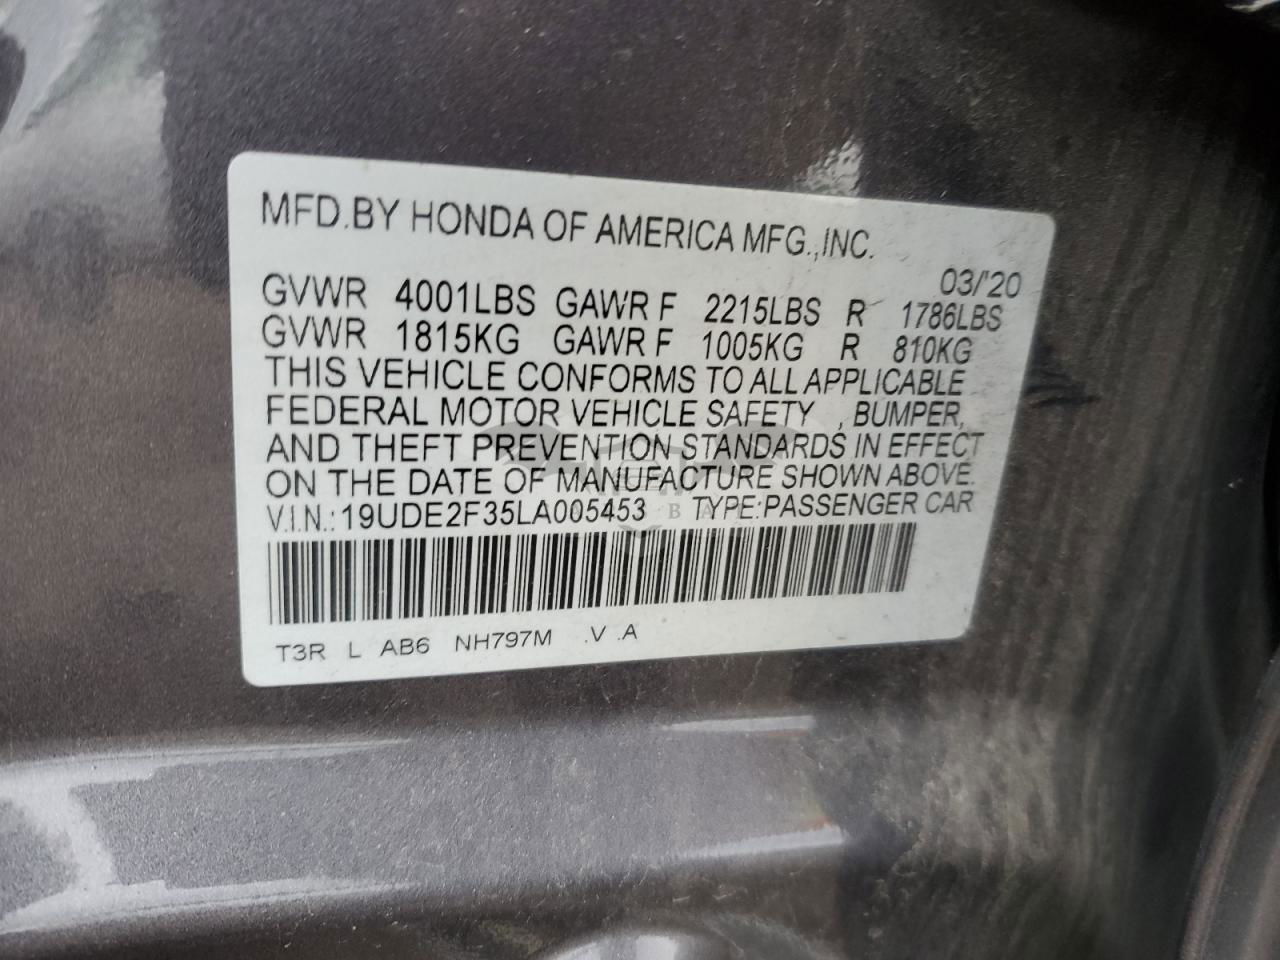 MFD.BY HONDA OF AMERICA MFG.,INC.
03/'20
GVWR 4001LBS GAWR F 2215LBS R 1786LBS
GVWR 1815KG GAWR F 1005KG R 810KG
THIS VEHICLE CONFORMS TO ALL APPLICABLE
FEDERAL MOTOR VEHICLE SAFETY , BUMPER,
AND THEFT PREVENTION STANDARDS IN EFFECT
ON THE DATE OF MANUFACTURE SHOWN ABOVE.
V.I.N.:19UDE2F35LA005453 TYPE:PASSENGER CAR
T3R L AB6 NH797M .V .A